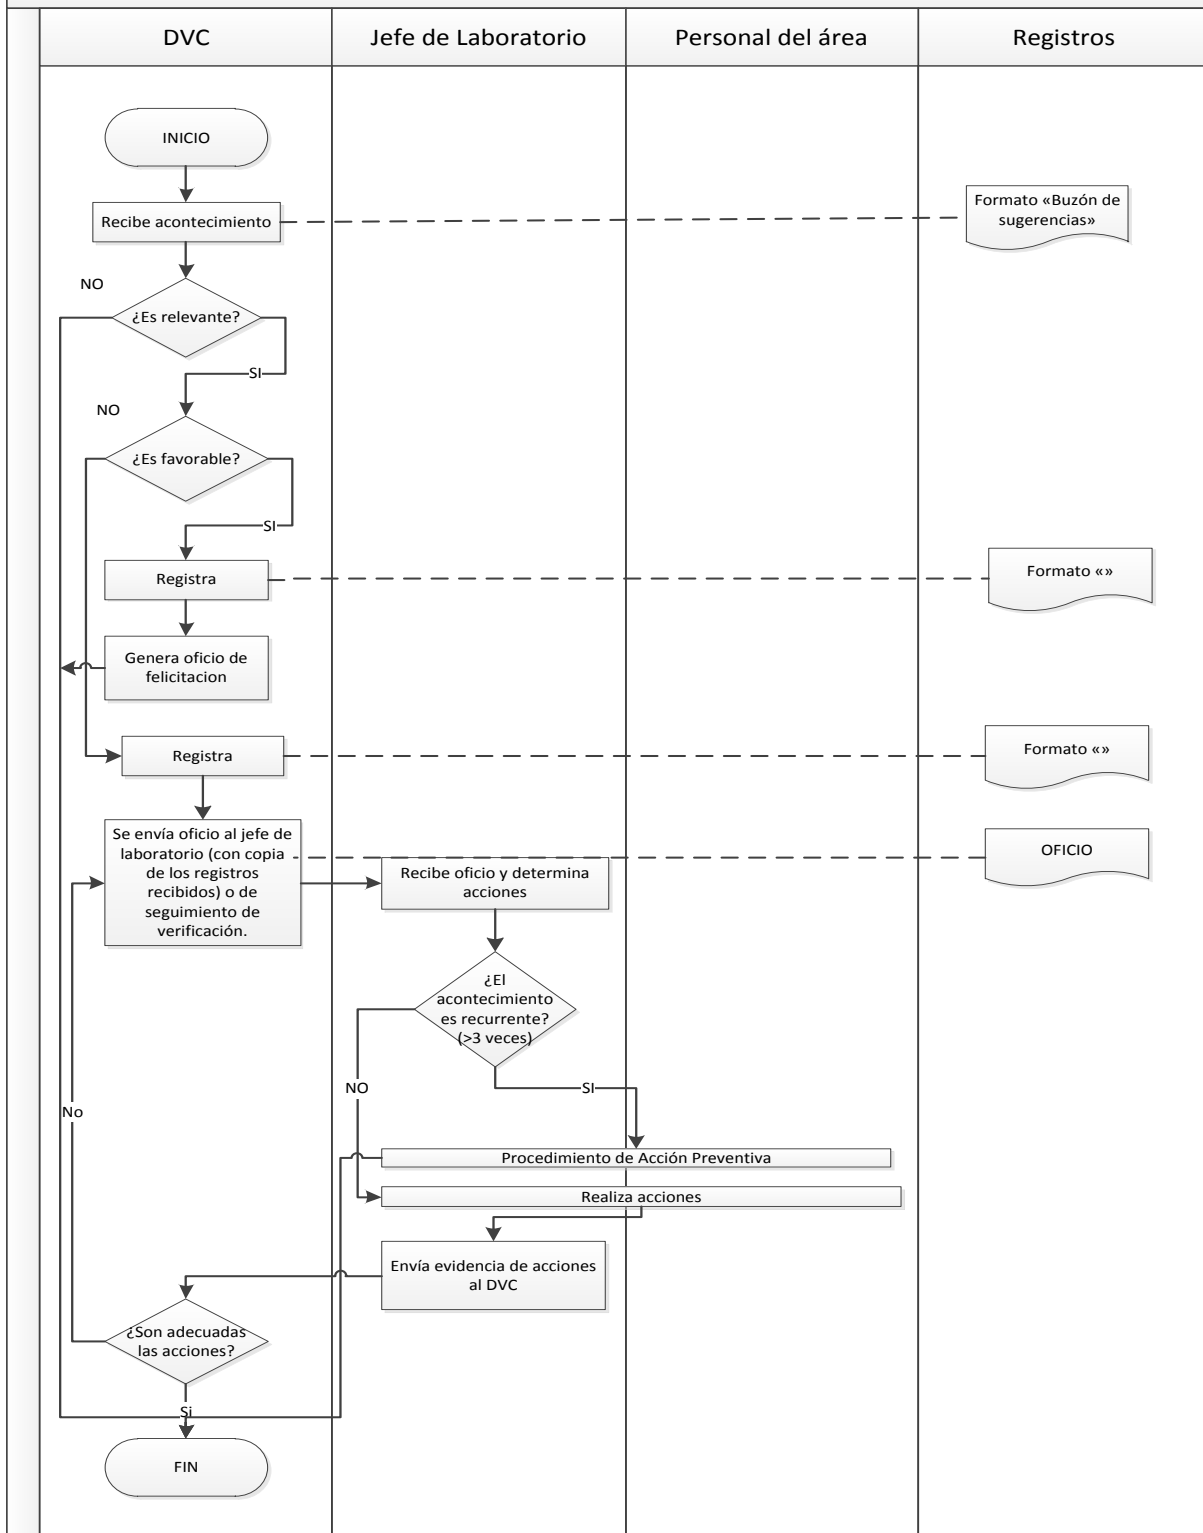 DVC
Jefe de Laboratorio
Personal del área
Registros
INICIO
Recibe acontecimiento
Formato «Buzón de
sugerencias»
NO
¿Es relevante?
SI
NO
¿Es favorable?
SI
Registra
Formato «»
Genera oficio de
felicitacion
Registra
Formato «»
Se envía oficio al jefe de
laboratorio (con copia
de los registros
recibidos) o de
seguimiento de
verificación.
OFICIO
Recibe oficio y determina
acciones
¿El
acontecimiento
es recurrente?
(>3 veces)
NO
SI
No
Procedimiento de Acción Preventiva
Realiza acciones
Envía evidencia de acciones
al DVC
¿Son adecuadas
las acciones?
Si
FIN